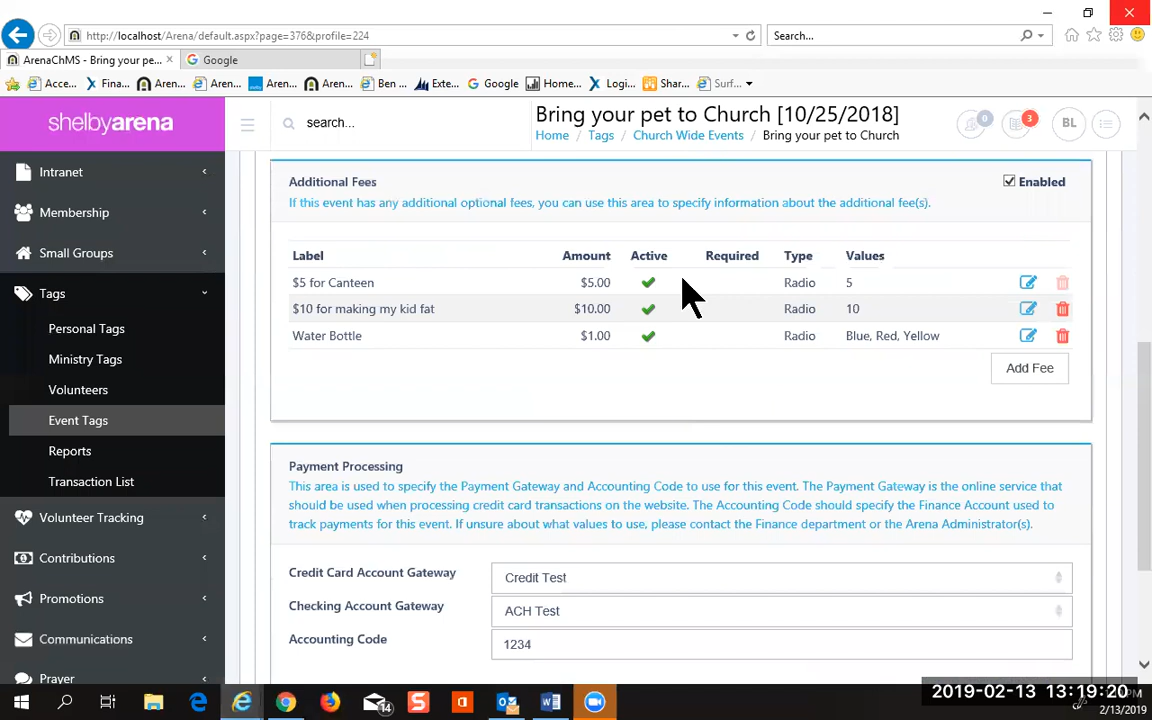 http://localhost/Arena/default.aspx?page=376&profile=224
Search...
ArenaChMS - Bring your pe...
Google
Acce...
Fina...
Aren...
Aren...
Aren...
Aren...
Ben ...
Exte...
Google
Home...
Logi...
Shar...
Surf...
shelbyarena
search...
Bring your pet to Church [10/25/2018]
Home / Tags / Church Wide Events / Bring your pet to Church
0
3
BL
Intranet
Membership
Small Groups
Tags
Personal Tags
Ministry Tags
Volunteers
Event Tags
Reports
Transaction List
Volunteer Tracking
Contributions
Promotions
Communications
Prayer
Additional Fees
Enabled
If this event has any additional optional fees, you can use this area to specify information about the additional fee(s).
Label Amount Active Required Type Values
$5 for Canteen $5.00 Radio 5
$10 for making my kid fat $10.00 Radio 10
Water Bottle $1.00 Radio Blue, Red, Yellow
Add Fee
Payment Processing
This area is used to specify the Payment Gateway and Accounting Code to use for this event. The Payment Gateway is the online service that
should be used when processing credit card transactions on the website. The Accounting Code should specify the Finance Account used to
track payments for this event. If unsure about what values to use, please contact the Finance department or the Arena Administrator(s).
Credit Card Account Gateway Credit Test
Checking Account Gateway ACH Test
Accounting Code 1234
14
2019-02-13 13:19:20
PM
2/13/2019